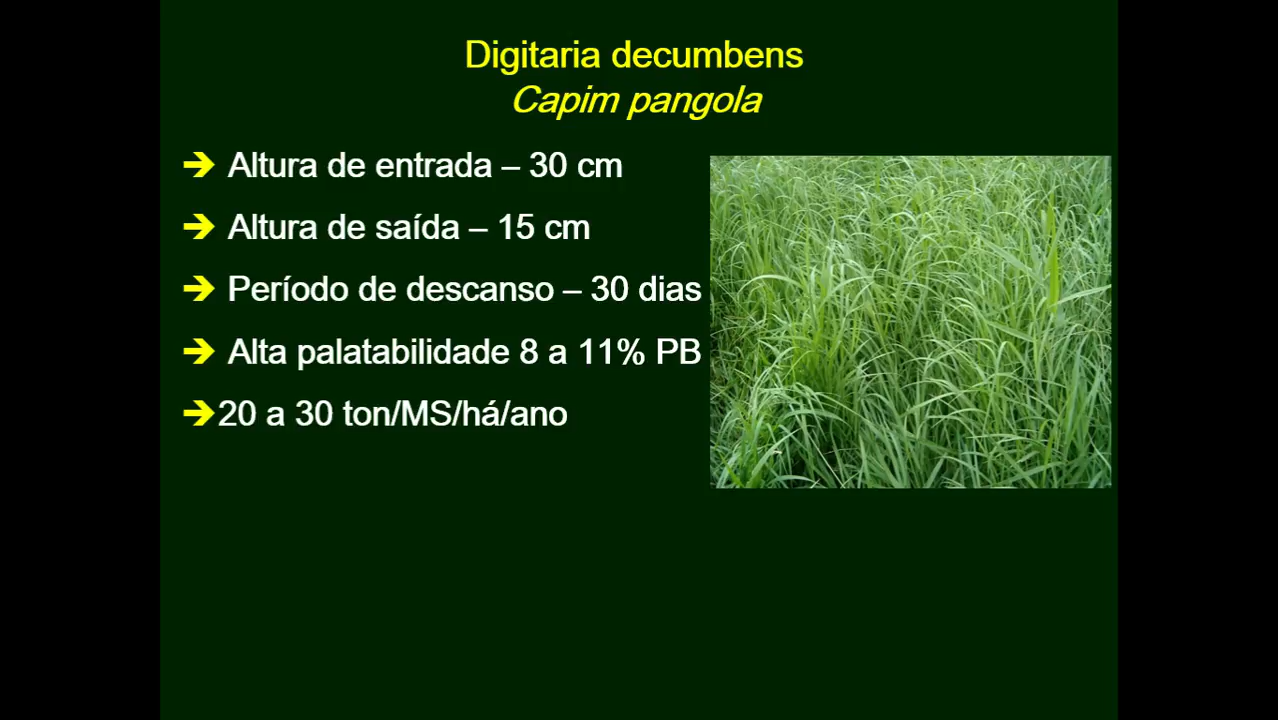 Digitaria decumbens
Capim pangola
➔ Altura de entrada – 30 cm
➔ Altura de saída – 15 cm
➔ Período de descanso – 30 dias
➔ Alta palatabilidade 8 a 11% PB
➔20 a 30 ton/MS/há/ano